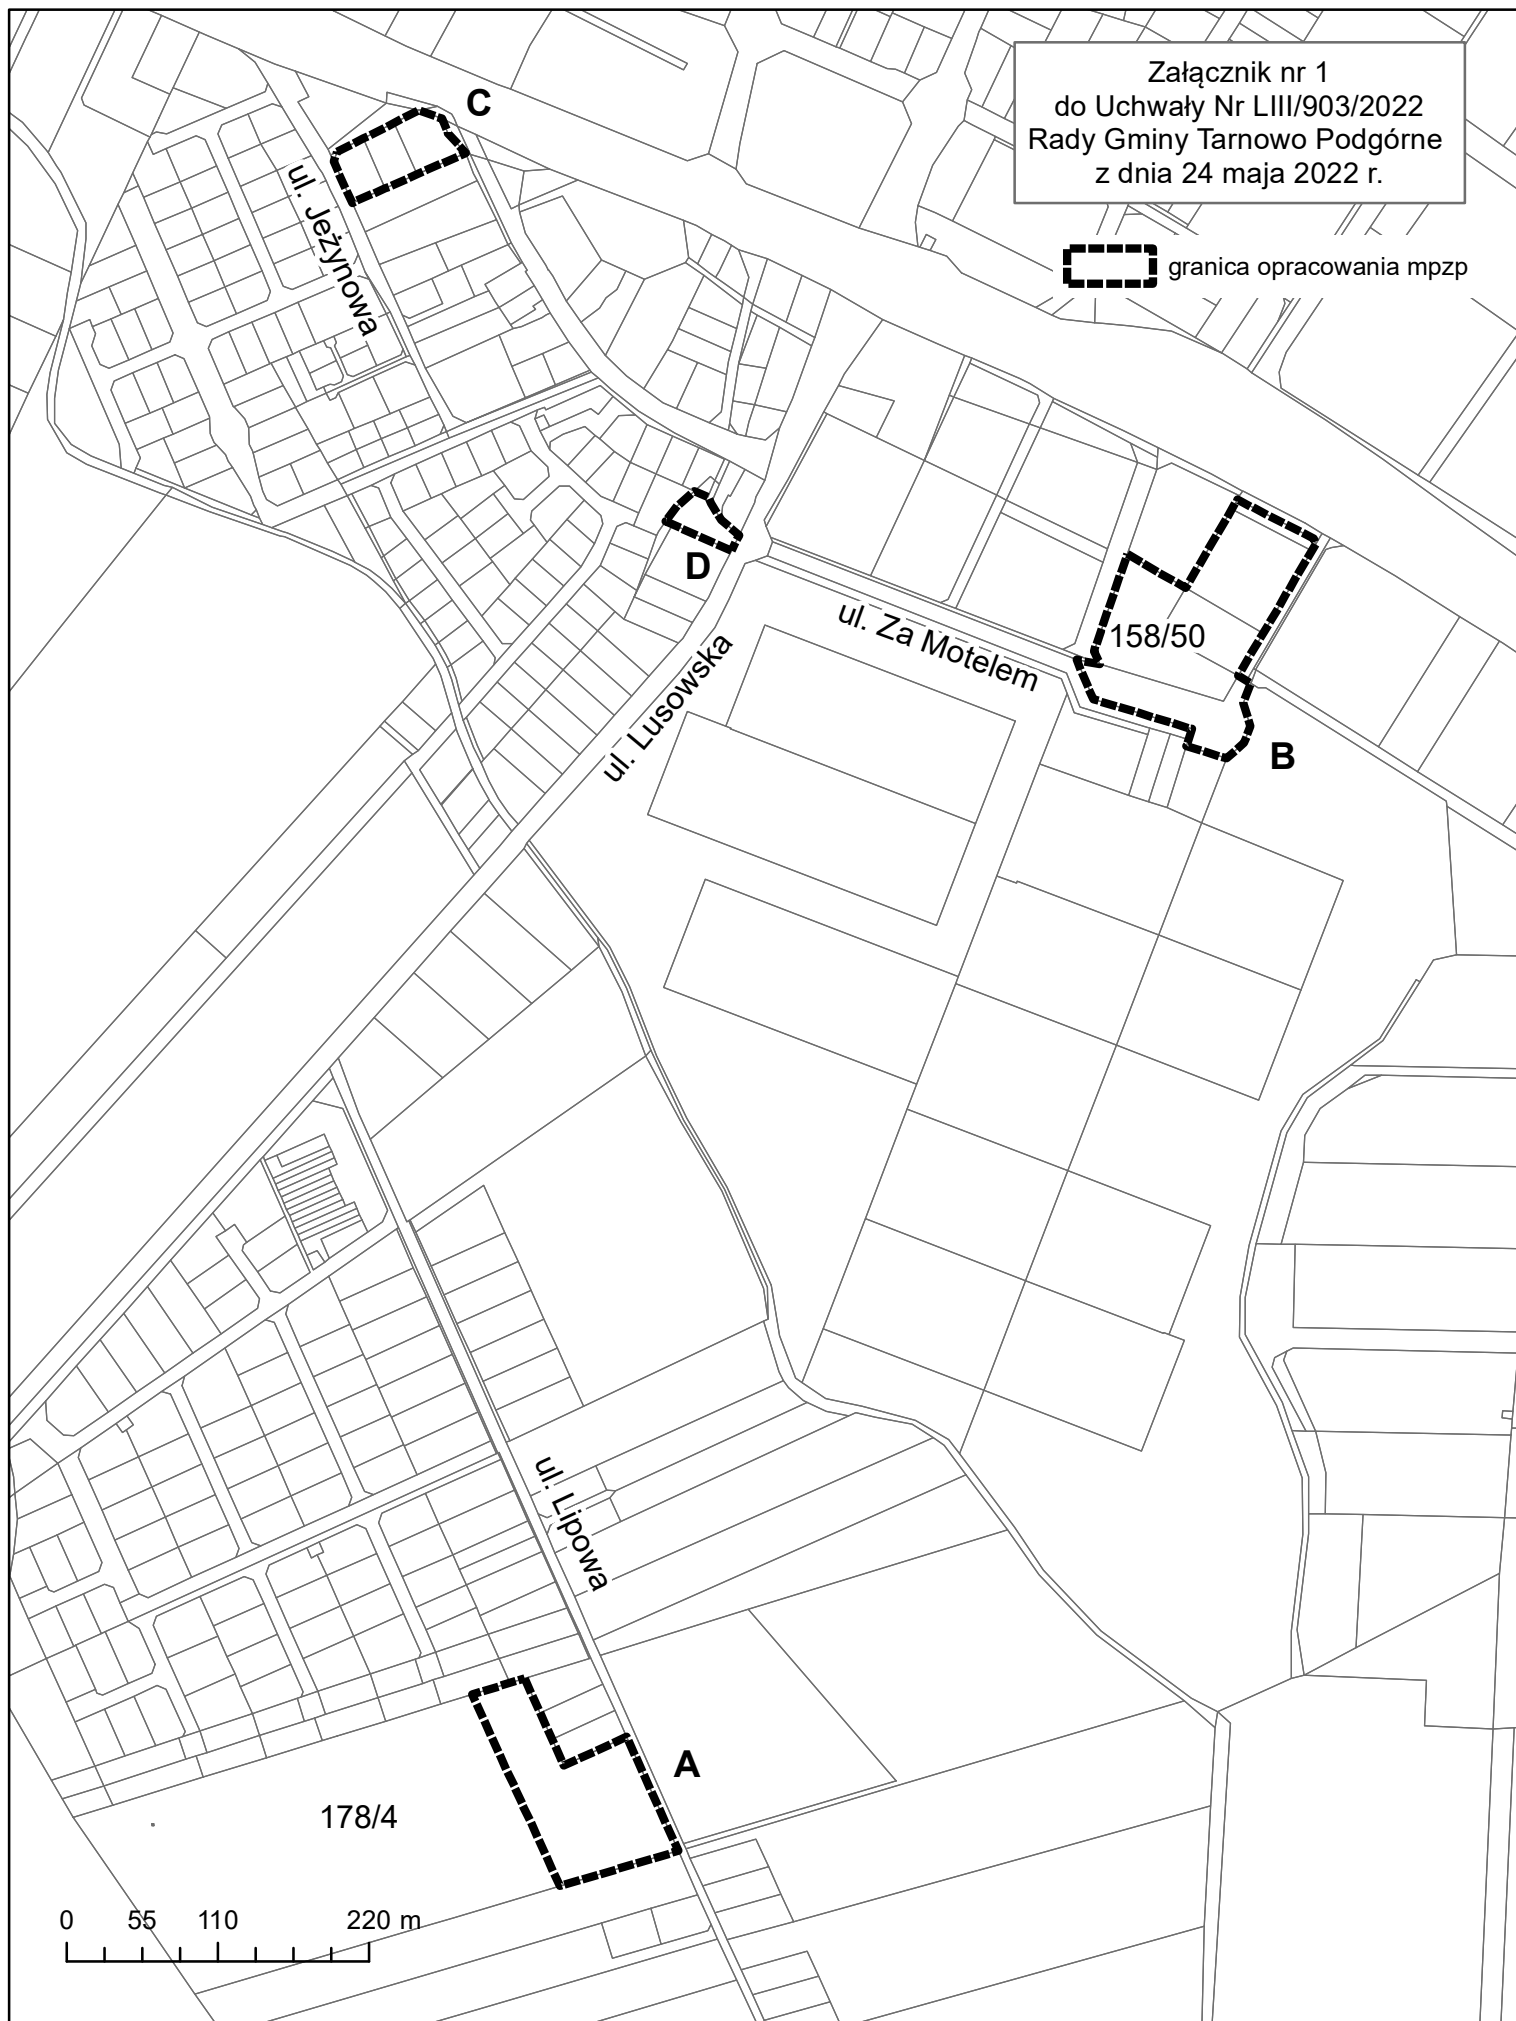 Załącznik nr 1
do Uchwały Nr LIII/903/2022
Rady Gminy Tarnowo Podgórne
z dnia 24 maja 2022 r.
granica opracowania mpzp
C
ul. Jeżynowa
D
ul. Za Motelem
158/50
ul. Lusowska
B
ul. Lipowa
A
178/4
0 55 110 220 m